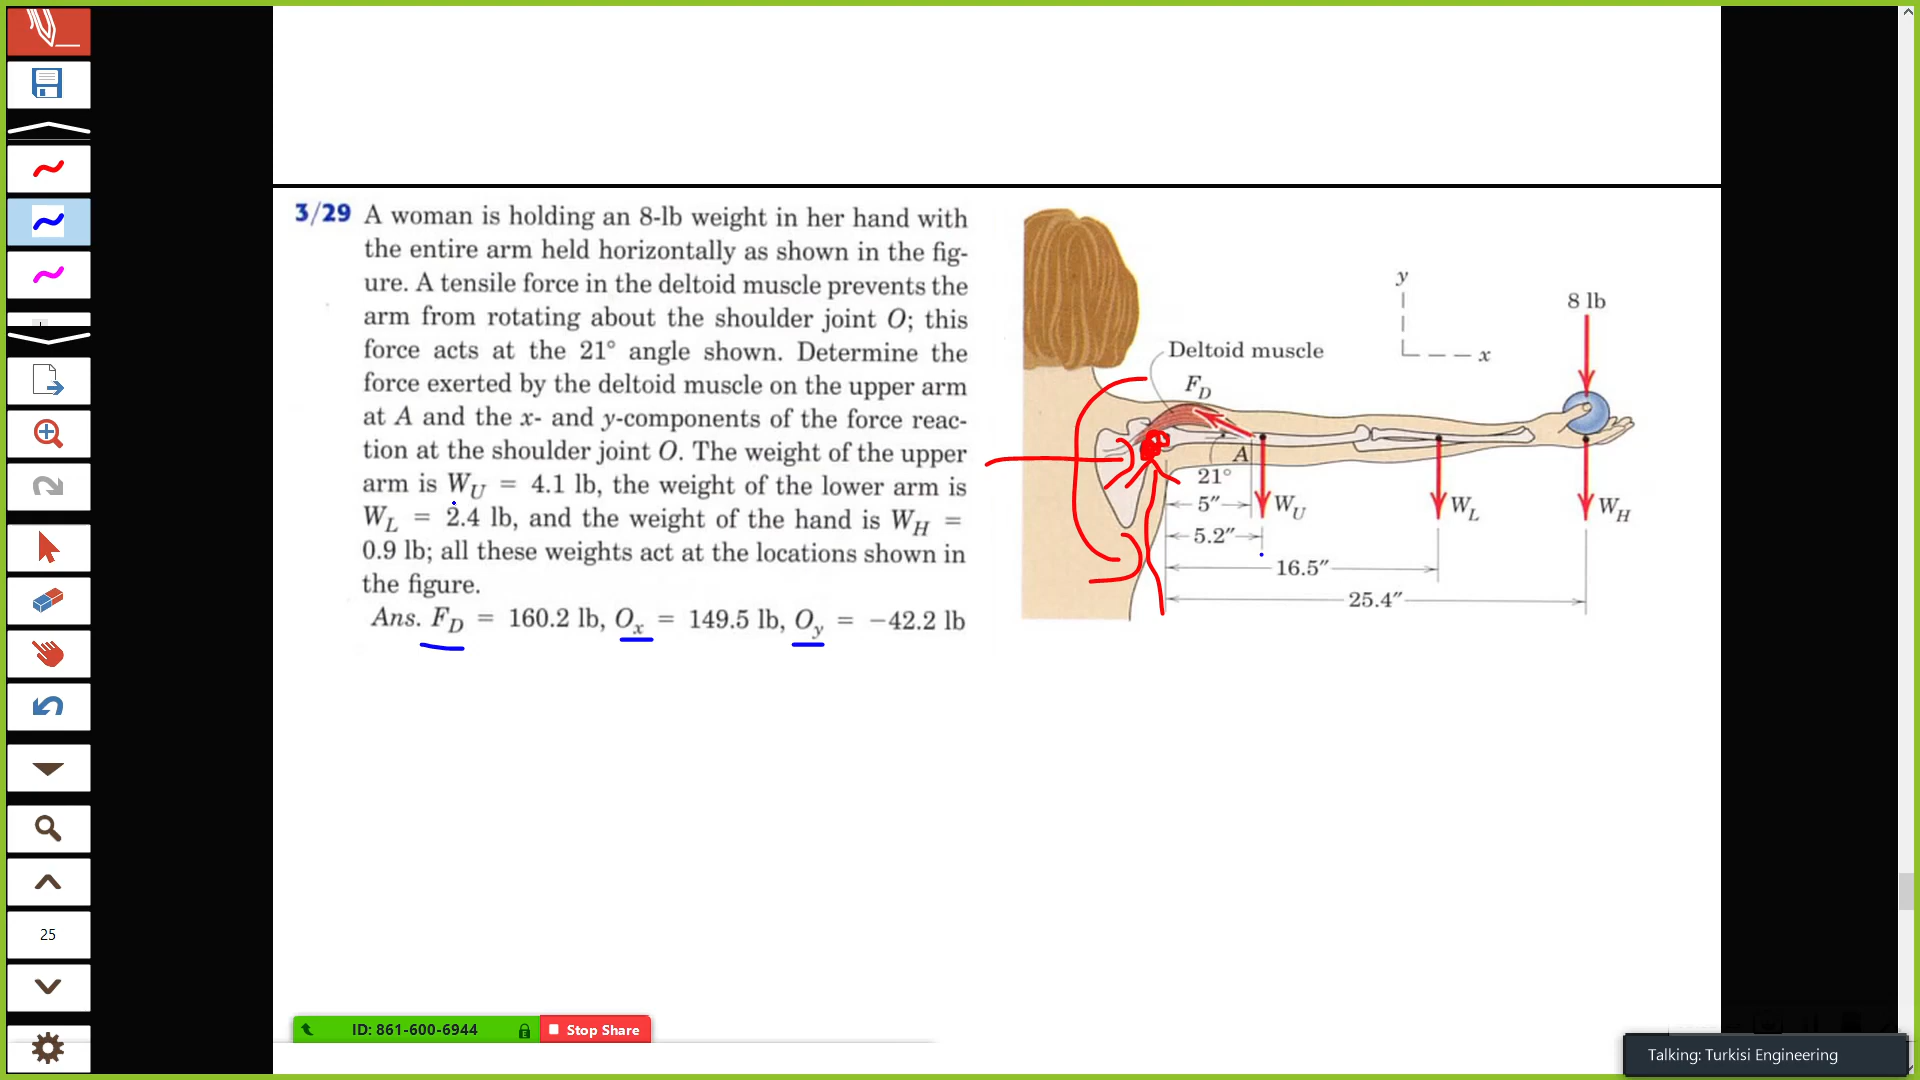 3/29 A woman is holding an 8-lb weight in her hand with
the entire arm held horizontally as shown in the fig-
ure. A tensile force in the deltoid muscle prevents the
arm from rotating about the shoulder joint O; this
force acts at the 21° angle shown. Determine the
force exerted by the deltoid muscle on the upper arm
at A and the x- and y-components of the force reac-
tion at the shoulder joint O. The weight of the upper
arm is W_U = 4.1 lb, the weight of the lower arm is
W_L = 2.4 lb, and the weight of the hand is W_H =
0.9 lb; all these weights act at the locations shown in
the figure.
Ans. F_D = 160.2 lb, O_x = 149.5 lb, O_y = −42.2 lb
y
x
8 lb
Deltoid muscle
F_D
A
21°
5″
W_U
W_L
W_H
5.2″
16.5″
25.4″
25
ID: 861-600-6944
Stop Share
Talking: Turkisi Engineering